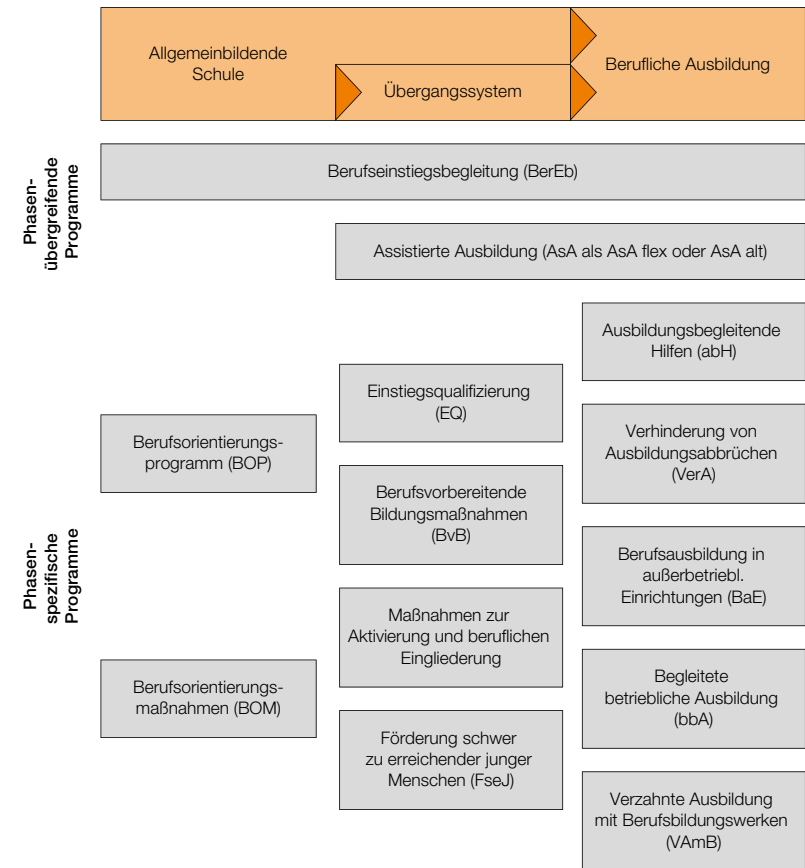 Allgemeinbildende
Schule
Übergangssystem
Berufliche Ausbildung
Phasen-
übergreifende
Programme
Berufseinstiegsbegleitung (BerEb)
Assistierte Ausbildung (AsA als AsA flex oder AsA alt)
Phasen-
spezifische
Programme
Berufsorientierungs-
programm (BOP)
Berufsorientierungs-
maßnahmen (BOM)
Einstiegsqualifizierung
(EQ)
Berufsvorbereitende
Bildungsmaßnahmen
(BvB)
Maßnahmen zur
Aktivierung und beruflichen
Eingliederung
Förderung schwer
zu erreichender junger
Menschen (FseJ)
Ausbildungsbegleitende
Hilfen (abH)
Verhinderung von
Ausbildungsabbrüchen
(VerA)
Berufsausbildung in
außerbetriebl.
Einrichtungen (BaE)
Begleitete
betriebliche Ausbildung
(bbA)
Verzahnte Ausbildung
mit Berufsbildungswerken
(VAmB)